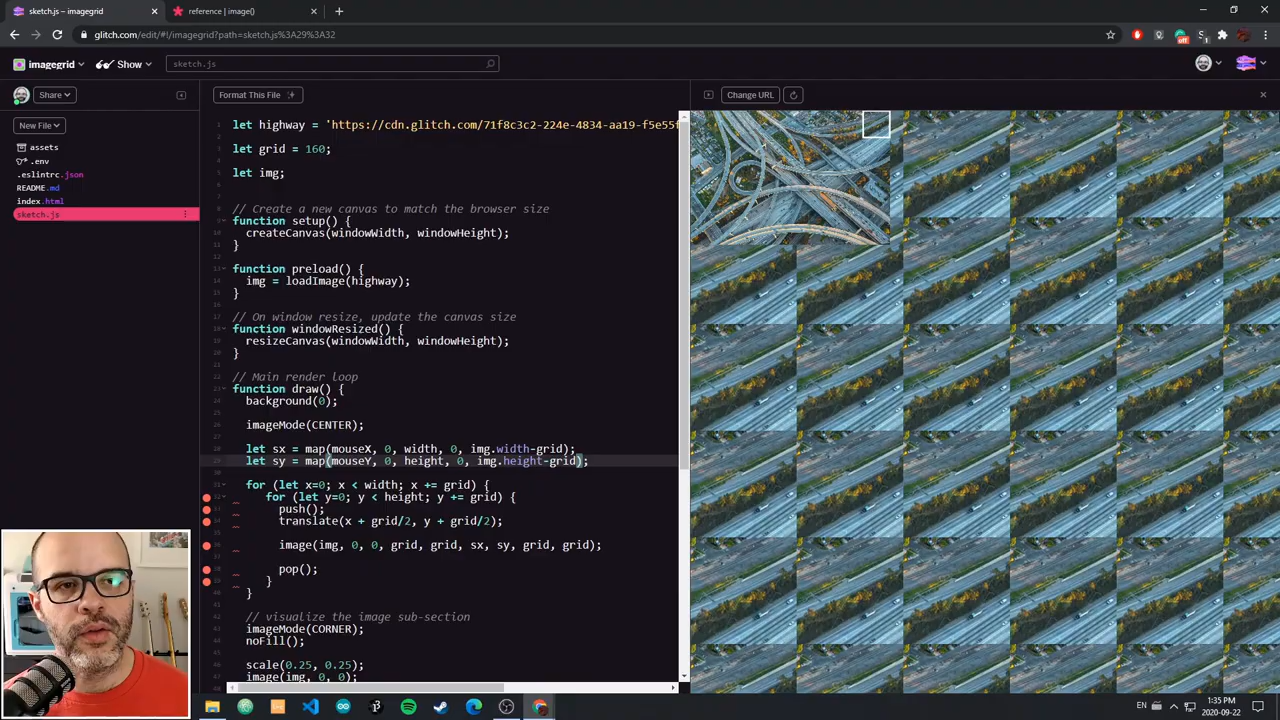 sketch.js – imagegrid
reference | image()
glitch.com/edit/#!/imagegrid?path=sketch.js%3A29%3A32
imagegrid
Show
sketch.js
Share
Format This File
Change URL
New File
assets
.env
.eslintrc.json
README.md
index.html
sketch.js
let highway = 'https://cdn.glitch.com/71f8c3c2-224e-4834-aa19-f5e55f
let grid = 160;
let img;
// Create a new canvas to match the browser size
function setup() {
createCanvas(windowWidth, windowHeight);
}
function preload() {
img = loadImage(highway);
}
// On window resize, update the canvas size
function windowResized() {
resizeCanvas(windowWidth, windowHeight);
}
// Main render loop
function draw() {
background(0);
imageMode(CENTER);
let sx = map(mouseX, 0, width, 0, img.width-grid);
let sy = map(mouseY, 0, height, 0, img.height-grid);
for (let x=0; x < width; x += grid) {
for (let y=0; y < height; y += grid) {
push();
translate(x + grid/2, y + grid/2);
image(img, 0, 0, grid, grid, sx, sy, grid, grid);
pop();
}
}
// visualize the image sub-section
imageMode(CORNER);
noFill();
scale(0.25, 0.25);
image(img, 0, 0);
EN
1:35 PM
2020-09-22